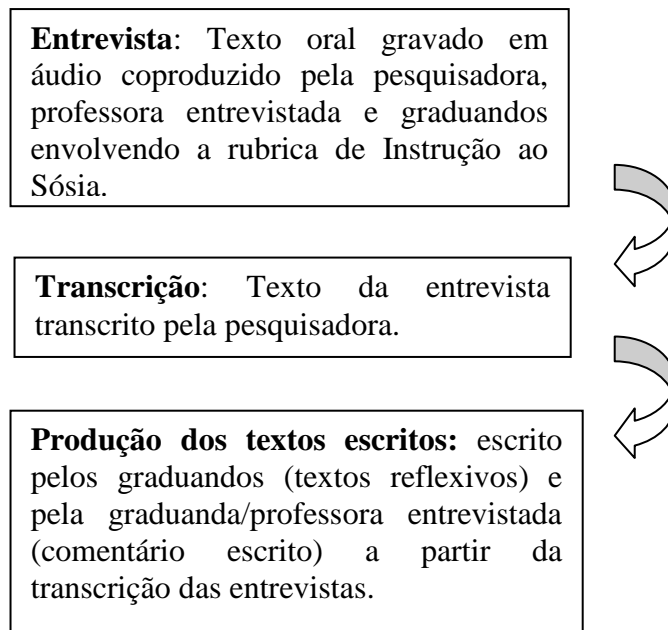 Entrevista: Texto oral gravado em
áudio coproduzido pela pesquisadora,
professora entrevistada e graduandos
envolvendo a rubrica de Instrução ao
Sósia.
Transcrição: Texto da entrevista
transcrito pela pesquisadora.
Produção dos textos escritos: escrito
pelos graduandos (textos reflexivos) e
pela graduanda/professora entrevistada
(comentário escrito) a partir da
transcrição das entrevistas.